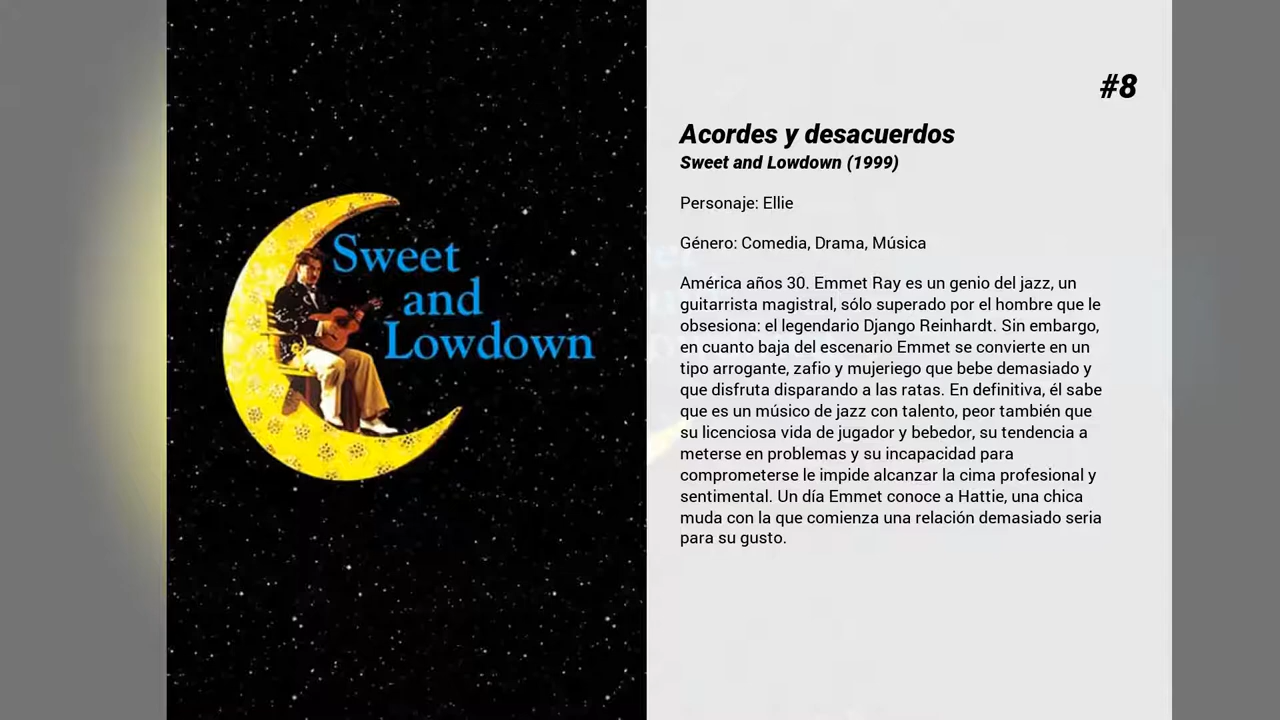 Sweet
and
Lowdown
#8
Acordes y desacuerdos
Sweet and Lowdown (1999)
Personaje: Ellie
Género: Comedia, Drama, Música
América años 30. Emmet Ray es un genio del jazz, un
guitarrista magistral, sólo superado por el hombre que le
obsesiona: el legendario Django Reinhardt. Sin embargo,
en cuanto baja del escenario Emmet se convierte en un
tipo arrogante, zafio y mujeriego que bebe demasiado y
que disfruta disparando a las ratas. En definitiva, él sabe
que es un músico de jazz con talento, peor también que
su licenciosa vida de jugador y bebedor, su tendencia a
meterse en problemas y su incapacidad para
comprometerse le impide alcanzar la cima profesional y
sentimental. Un día Emmet conoce a Hattie, una chica
muda con la que comienza una relación demasiado seria
para su gusto.